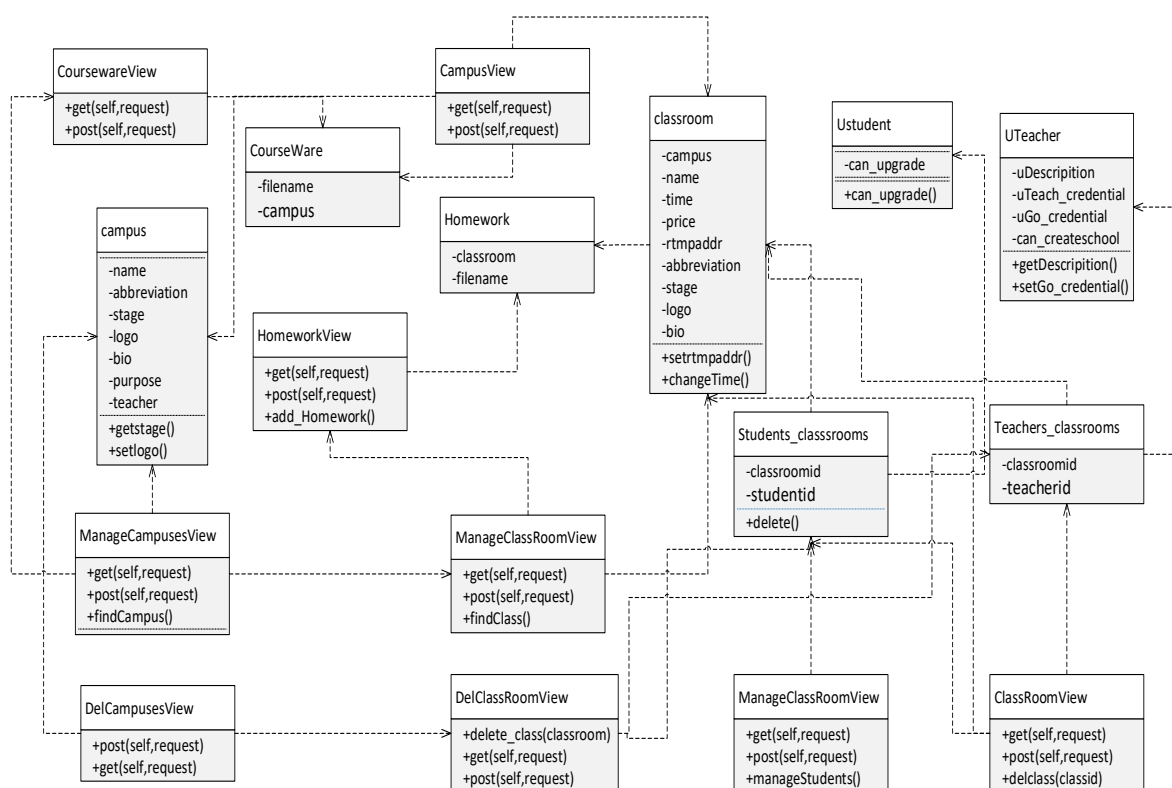 CoursewareView
+get(self,request)
+post(self,request)
CampusView
+get(self,request)
+post(self,request)
CourseWare
-filename
-campus
classroom
-campus
-name
-time
-price
-rtmpaddr
-abbreviation
-stage
-logo
-bio
+setrtmpaddr()
+changeTime()
Ustudent
-can_upgrade
+can_upgrade()
UTeacher
-uDescripition
-uTeach_credential
-uGo_credential
-can_createschool
+getDescripition()
+setGo_credential()
campus
-name
-abbreviation
-stage
-logo
-bio
-purpose
-teacher
+getstage()
+setlogo()
Homework
-classroom
-filename
HomeworkView
+get(self,request)
+post(self,request)
+add_Homework()
Students_classsrooms
-classroomid
-studentid
+delete()
Teachers_classrooms
-classroomid
-teacherid
ManageCampusesView
+get(self,request)
+post(self,request)
+findCampus()
ManageClassRoomView
+get(self,request)
+post(self,request)
+findClass()
DelCampusesView
+post(self,request)
+get(self,request)
DelClassRoomView
+delete_class(classroom)
+get(self,request)
+post(self,request)
ManageClassRoomView
+get(self,request)
+post(self,request)
+manageStudents()
ClassRoomView
+get(self,request)
+post(self,request)
+delclass(classid)